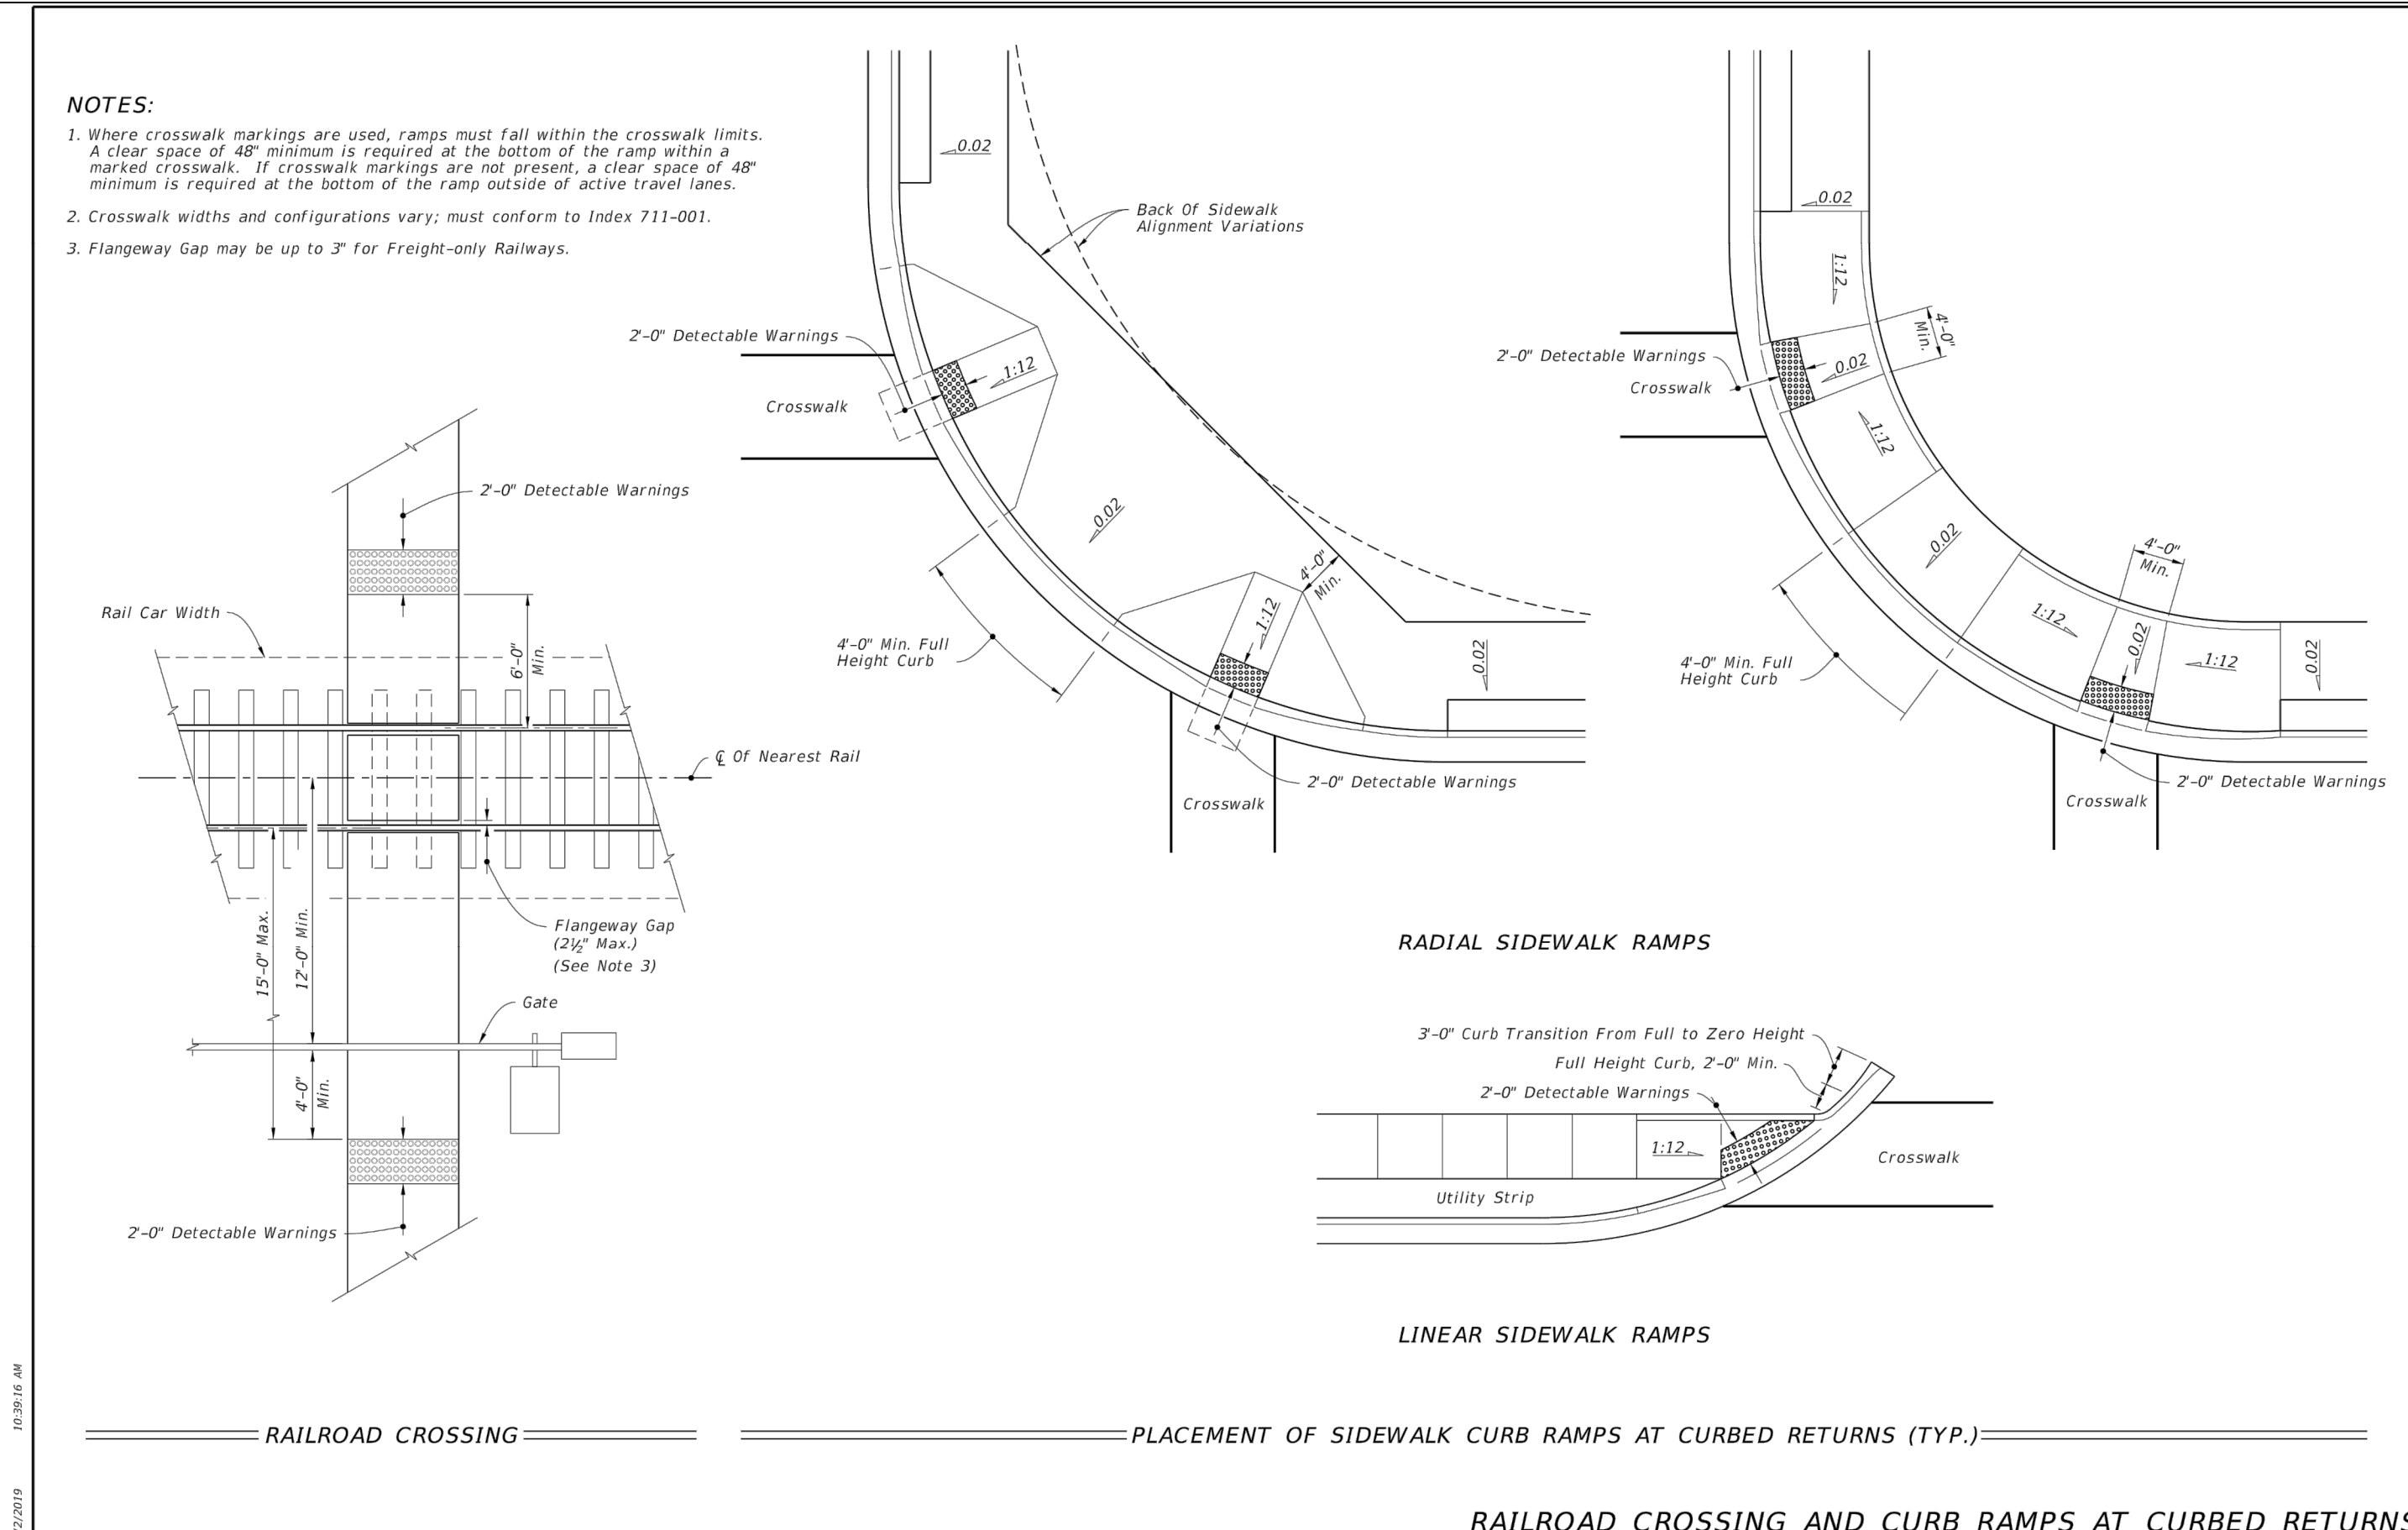 NOTES:
1. Where crosswalk markings are used, ramps must fall within the crosswalk limits.
A clear space of 48" minimum is required at the bottom of the ramp within a
marked crosswalk. If crosswalk markings are not present, a clear space of 48"
minimum is required at the bottom of the ramp outside of active travel lanes.
2. Crosswalk widths and configurations vary; must conform to Index 711-001.
3. Flangeway Gap may be up to 3" for Freight-only Railways.
2'-0" Detectable Warnings
Rail Car Width
6'-0"
Min.
℄ Of Nearest Rail
15'-0" Max.
12'-0" Min.
Flangeway Gap
(2½" Max.)
(See Note 3)
Gate
4'-0"
Min.
2'-0" Detectable Warnings
RAILROAD CROSSING
0.02
Back Of Sidewalk
Alignment Variations
2'-0" Detectable Warnings
1:12
Crosswalk
0.02
4'-0"
Min.
1:12
4'-0" Min. Full
Height Curb
0.02
2'-0" Detectable Warnings
Crosswalk
0.02
1:12
4'-0"
Min.
2'-0" Detectable Warnings
0.02
Crosswalk
1:12
0.02
4'-0"
Min.
1:12
0.02
1:12
0.02
4'-0" Min. Full
Height Curb
2'-0" Detectable Warnings
Crosswalk
RADIAL SIDEWALK RAMPS
3'-0" Curb Transition From Full to Zero Height
Full Height Curb, 2'-0" Min.
2'-0" Detectable Warnings
1:12
Crosswalk
Utility Strip
LINEAR SIDEWALK RAMPS
PLACEMENT OF SIDEWALK CURB RAMPS AT CURBED RETURNS (TYP.)
RAILROAD CROSSING AND CURB RAMPS AT CURBED RETURN
10:39:16 AM
/2/2019